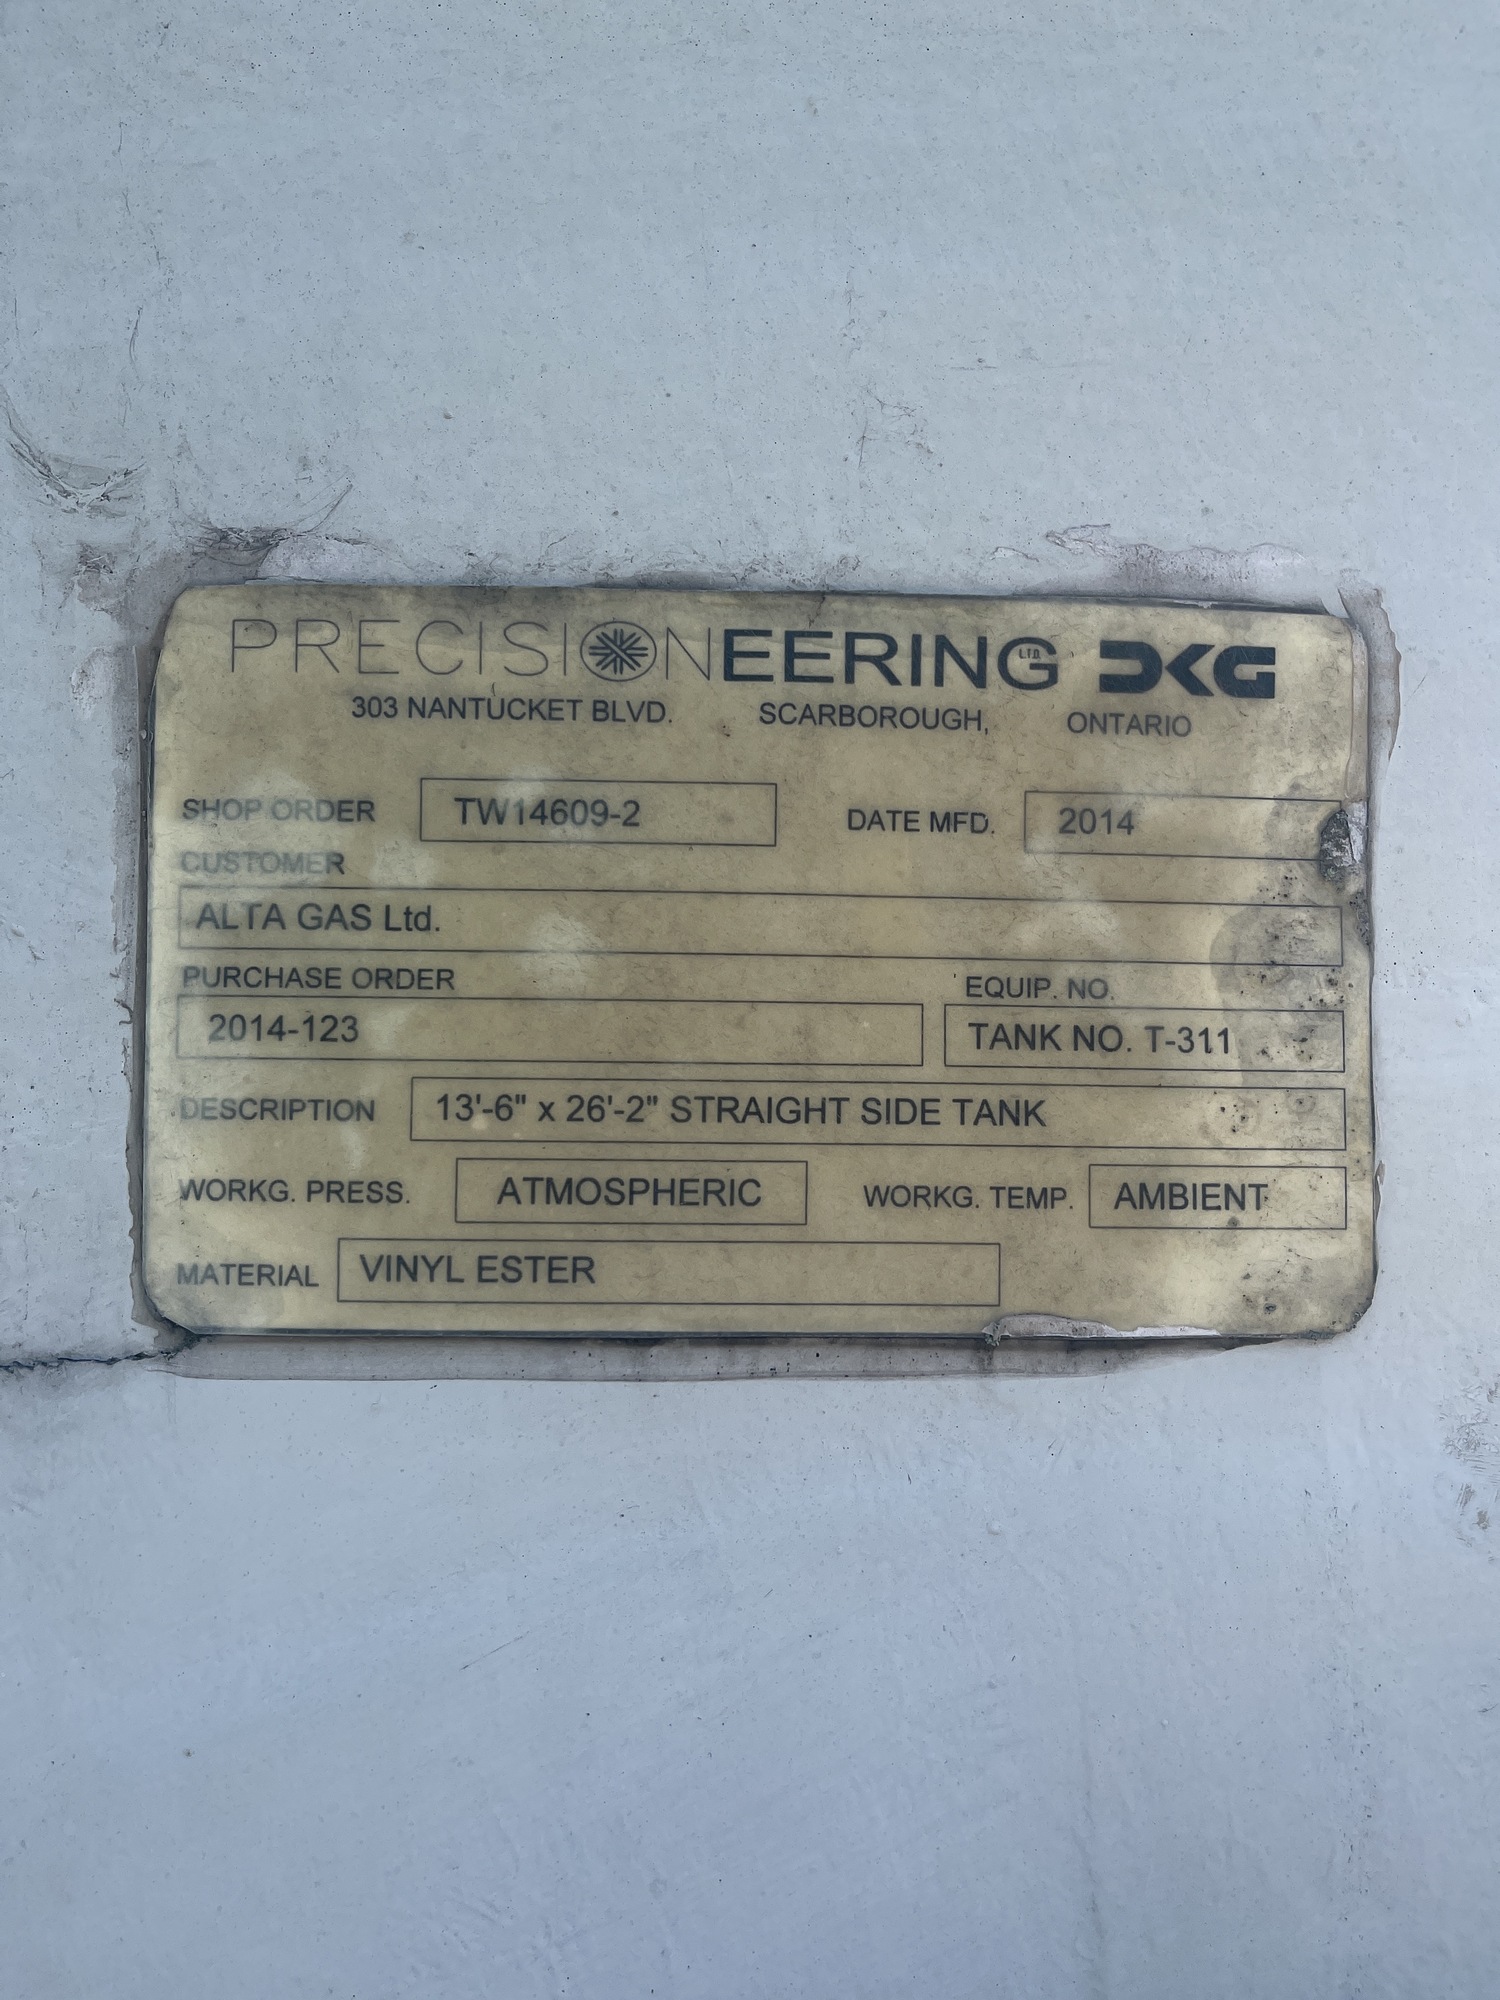 PRECISIONEERING LTD. DKG
303 NANTUCKET BLVD. SCARBOROUGH, ONTARIO
SHOP ORDER TW14609-2 DATE MFD. 2014
CUSTOMER
ALTA GAS Ltd.
PURCHASE ORDER EQUIP. NO.
2014-123 TANK NO. T-311
DESCRIPTION 13'-6" x 26'-2" STRAIGHT SIDE TANK
WORKG. PRESS. ATMOSPHERIC WORKG. TEMP. AMBIENT
MATERIAL VINYL ESTER